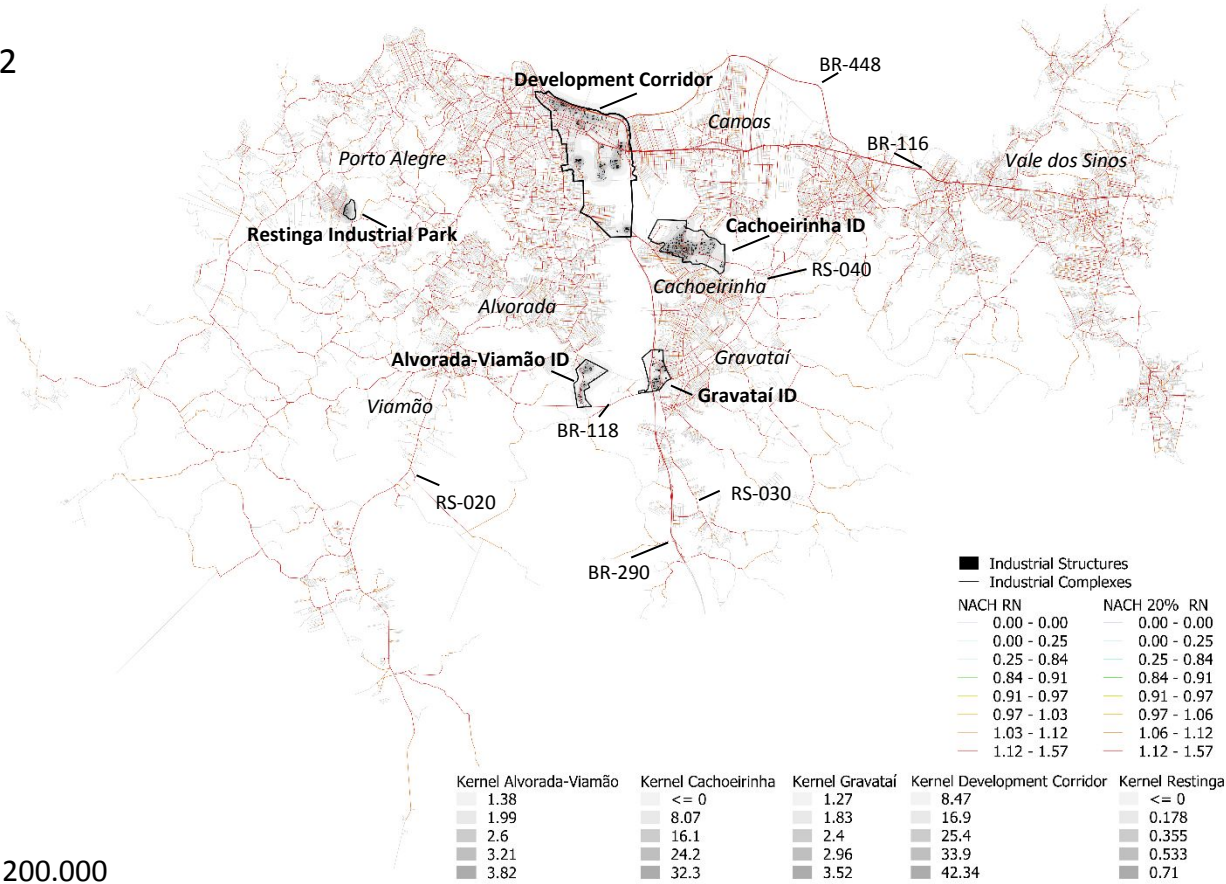 2
BR-448
Development Corridor
Canoas
BR-116
Porto Alegre
Vale dos Sinos
Restinga Industrial Park
Cachoeirinha ID
RS-040
Cachoeirinha
Alvorada
Alvorada-Viamão ID
Gravataí
Gravataí ID
Viamão
BR-118
RS-020
RS-030
BR-290
Industrial Structures
Industrial Complexes
NACH RN NACH 20% RN
0.00 - 0.00 0.00 - 0.00
0.00 - 0.25 0.00 - 0.25
0.25 - 0.84 0.25 - 0.84
0.84 - 0.91 0.84 - 0.91
0.91 - 0.97 0.91 - 0.97
0.97 - 1.03 0.97 - 1.06
1.03 - 1.12 1.06 - 1.12
1.12 - 1.57 1.12 - 1.57
Kernel Alvorada-Viamão Kernel Cachoeirinha Kernel Gravataí Kernel Development Corridor Kernel Restinga
1.38 <= 0 1.27 8.47 <= 0
1.99 8.07 1.83 16.9 0.178
2.6 16.1 2.4 25.4 0.355
3.21 24.2 2.96 33.9 0.533
3.82 32.3 3.52 42.34 0.71
200.000